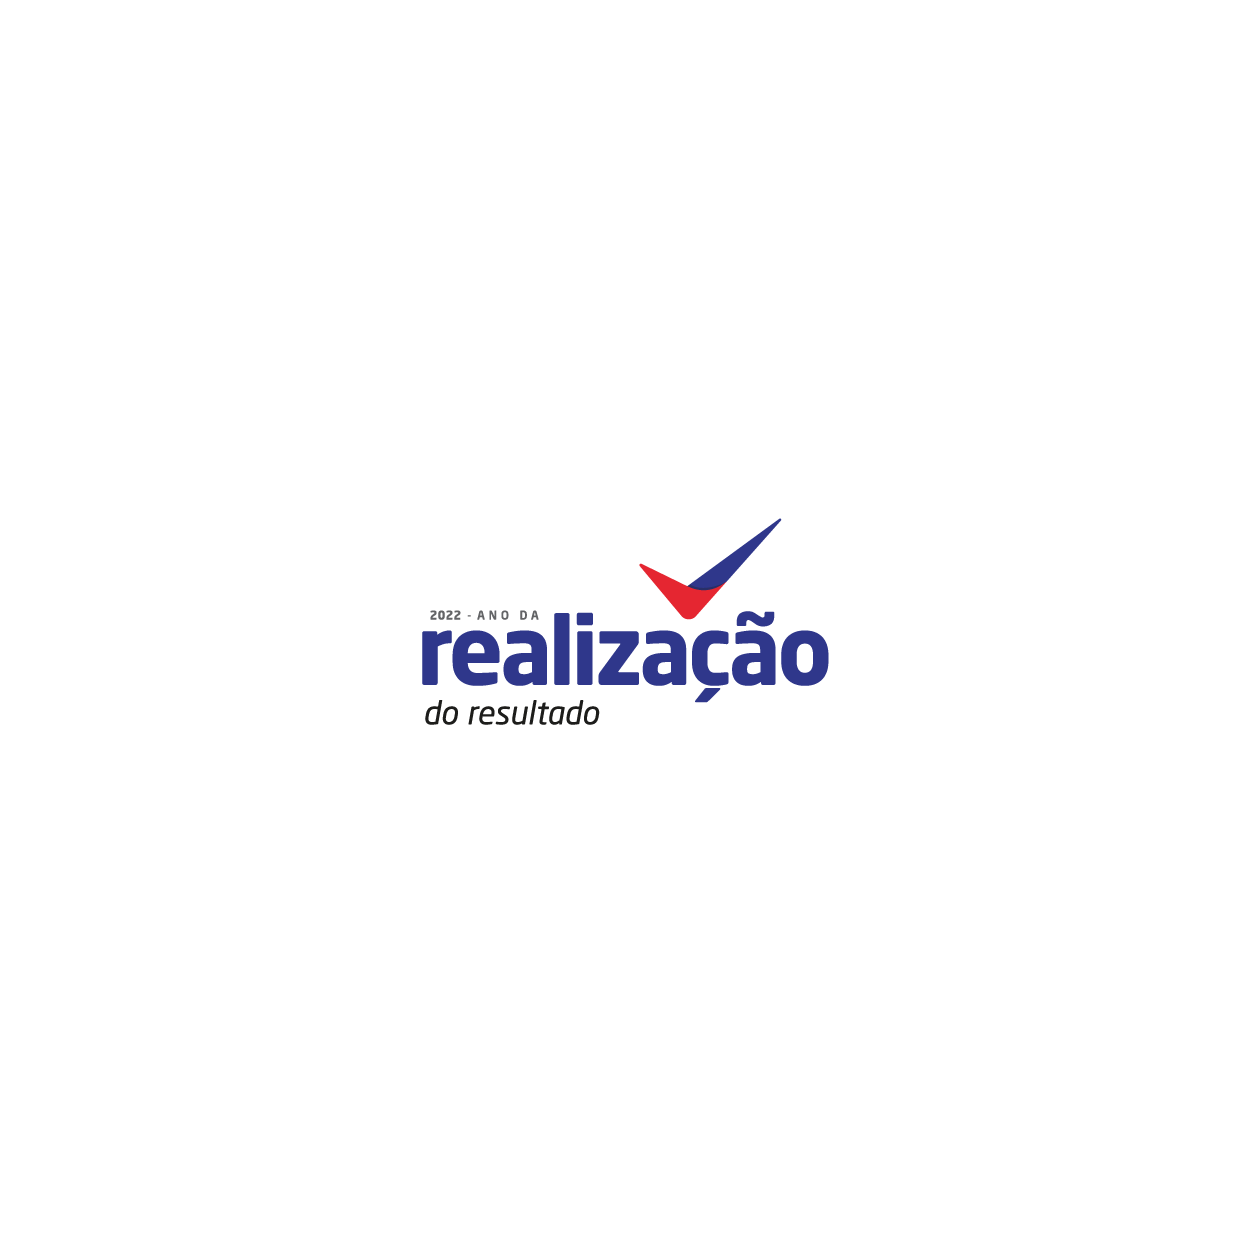 2022 - ANO DA
realização
do resultado